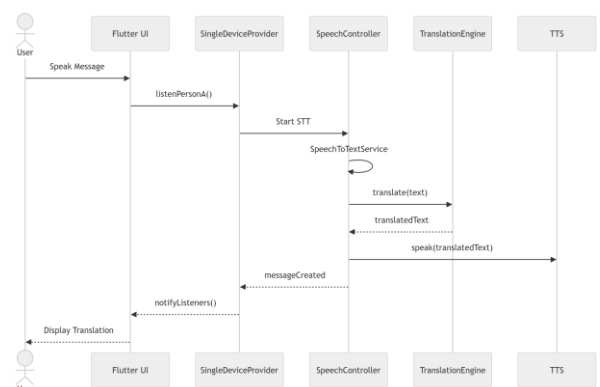 Flutter UI
SingleDeviceProvider
SpeechController
TranslationEngine
TTS
User
Speak Message
listenPersonA()
Start STT
SpeechToTextService
translate(text)
translatedText
speak(translatedText)
messageCreated
notifyListeners()
Display Translation
Flutter UI
SingleDeviceProvider
SpeechController
TranslationEngine
TTS